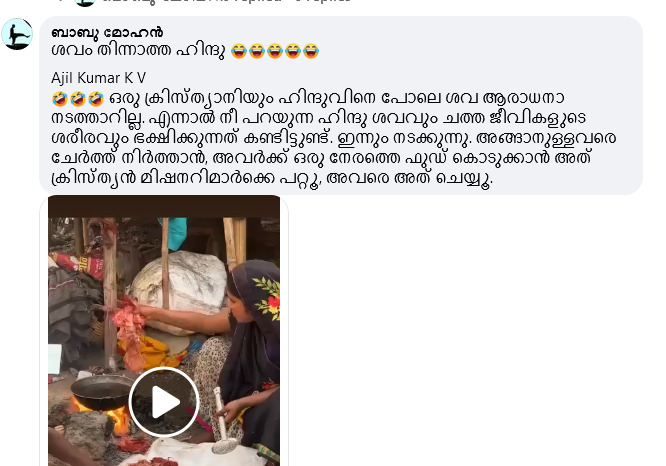 ബാബു മോഹൻ
ശവം തിന്നാത്ത ഹിന്ദു 😂😂😂😂😂
Ajil Kumar K V
🤣🤣🤣 ഒരു ക്രിസ്ത്യാനിയും ഹിന്ദുവിനെ പോലെ ശവ ആരാധനാ
നടത്താറില്ല. എന്നാൽ നീ പറയുന്ന ഹിന്ദു ശവവും ചത്ത ജീവികളുടെ
ശരീരവും ഭക്ഷിക്കുന്നത് കണ്ടിട്ടുണ്ട്. ഇന്നും നടക്കുന്നു. അങ്ങാനുള്ളവരെ
ചേർത്ത് നിർത്താൻ, അവർക്ക് ഒരു നേരത്തെ ഫുഡ് കൊടുക്കാൻ അത്
ക്രിസ്ത്യൻ മിഷനറിമാർക്കെ പറ്റൂ, അവരെ അത് ചെയ്യൂ.